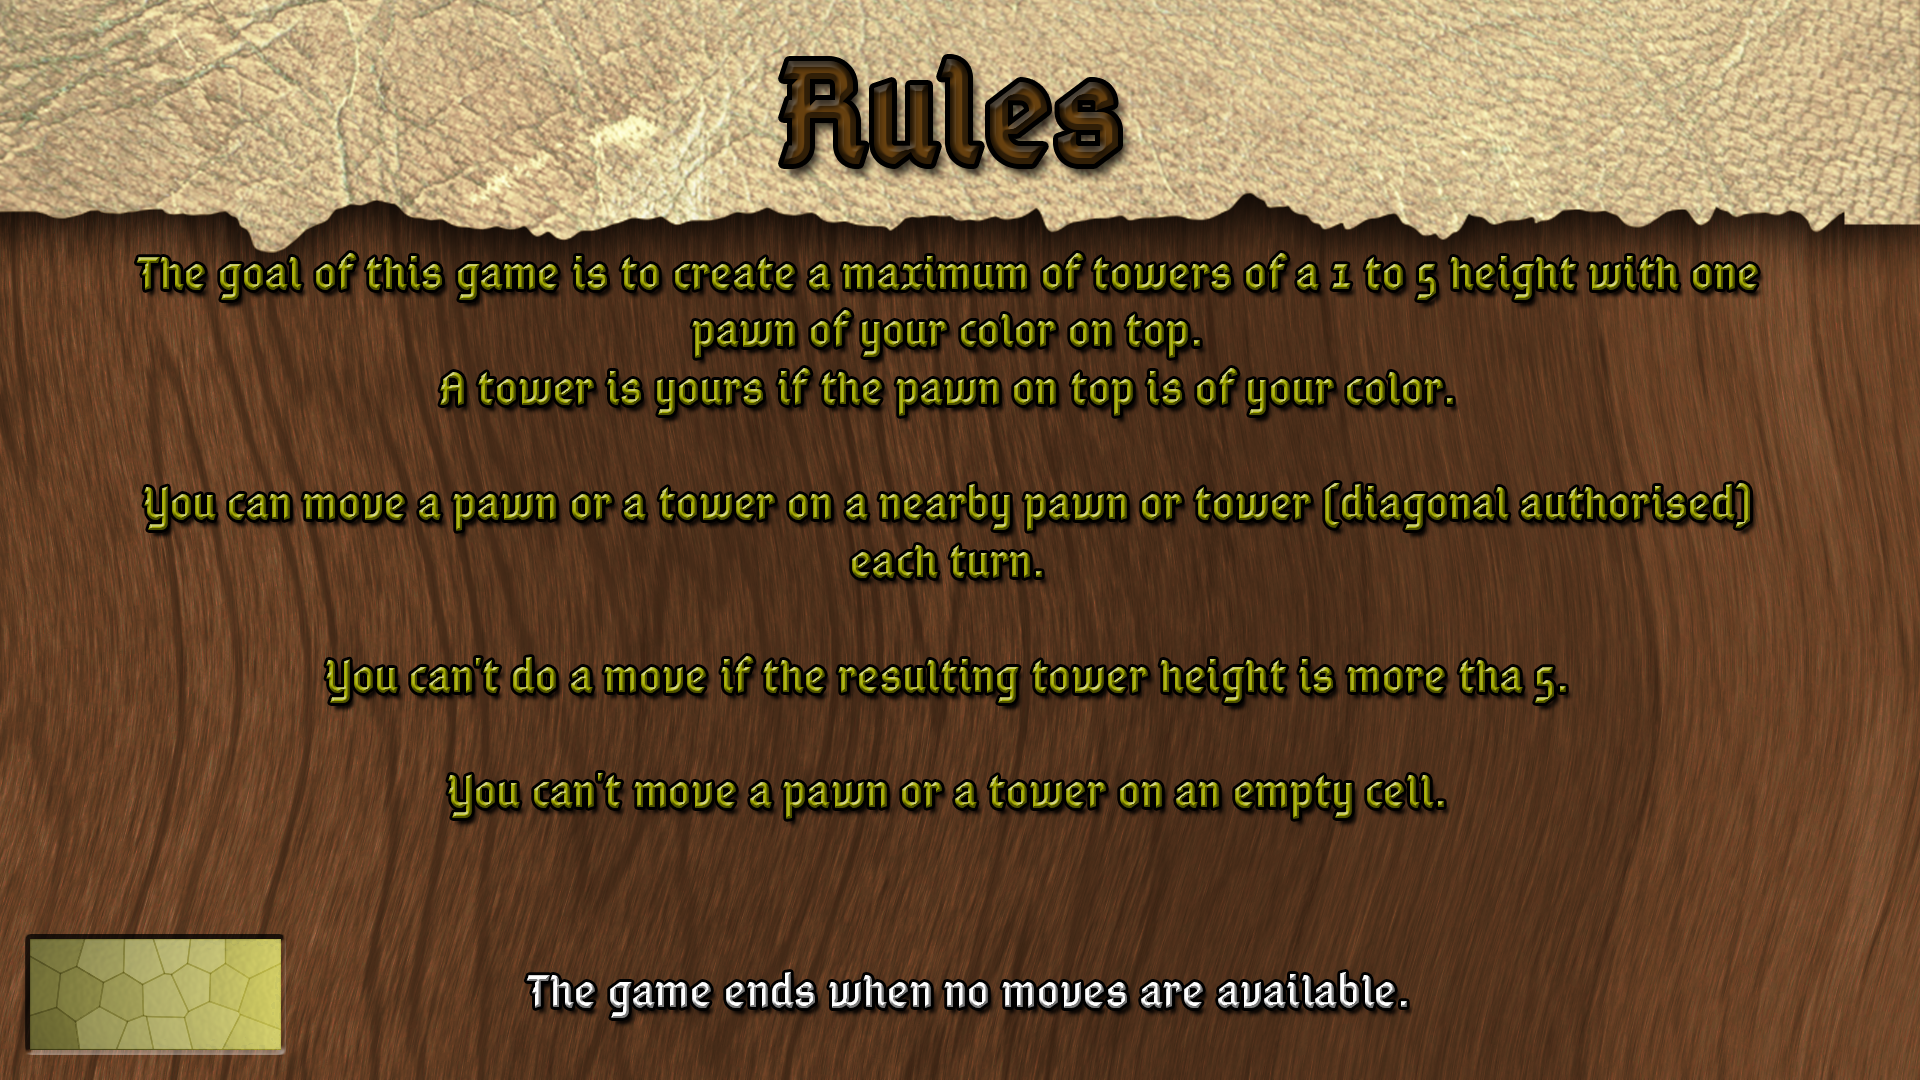 Rules
The goal of this game is to create a maximum of towers of a 1 to 5 height with one
pawn of your color on top.
A tower is yours if the pawn on top is of your color.
You can move a pawn or a tower on a nearby pawn or tower (diagonal authorised)
each turn.
You can't do a move if the resulting tower height is more tha 5.
You can't move a pawn or a tower on an empty cell.
The game ends when no moves are available.